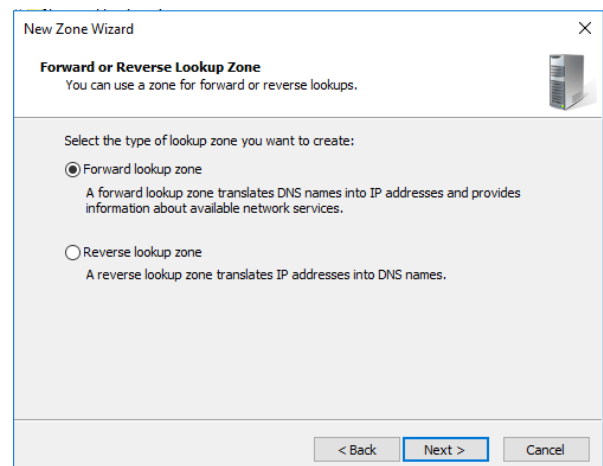 New Zone Wizard
Forward or Reverse Lookup Zone
You can use a zone for forward or reverse lookups.
Select the type of lookup zone you want to create:
Forward lookup zone
A forward lookup zone translates DNS names into IP addresses and provides
information about available network services.
Reverse lookup zone
A reverse lookup zone translates IP addresses into DNS names.
< Back Next > Cancel